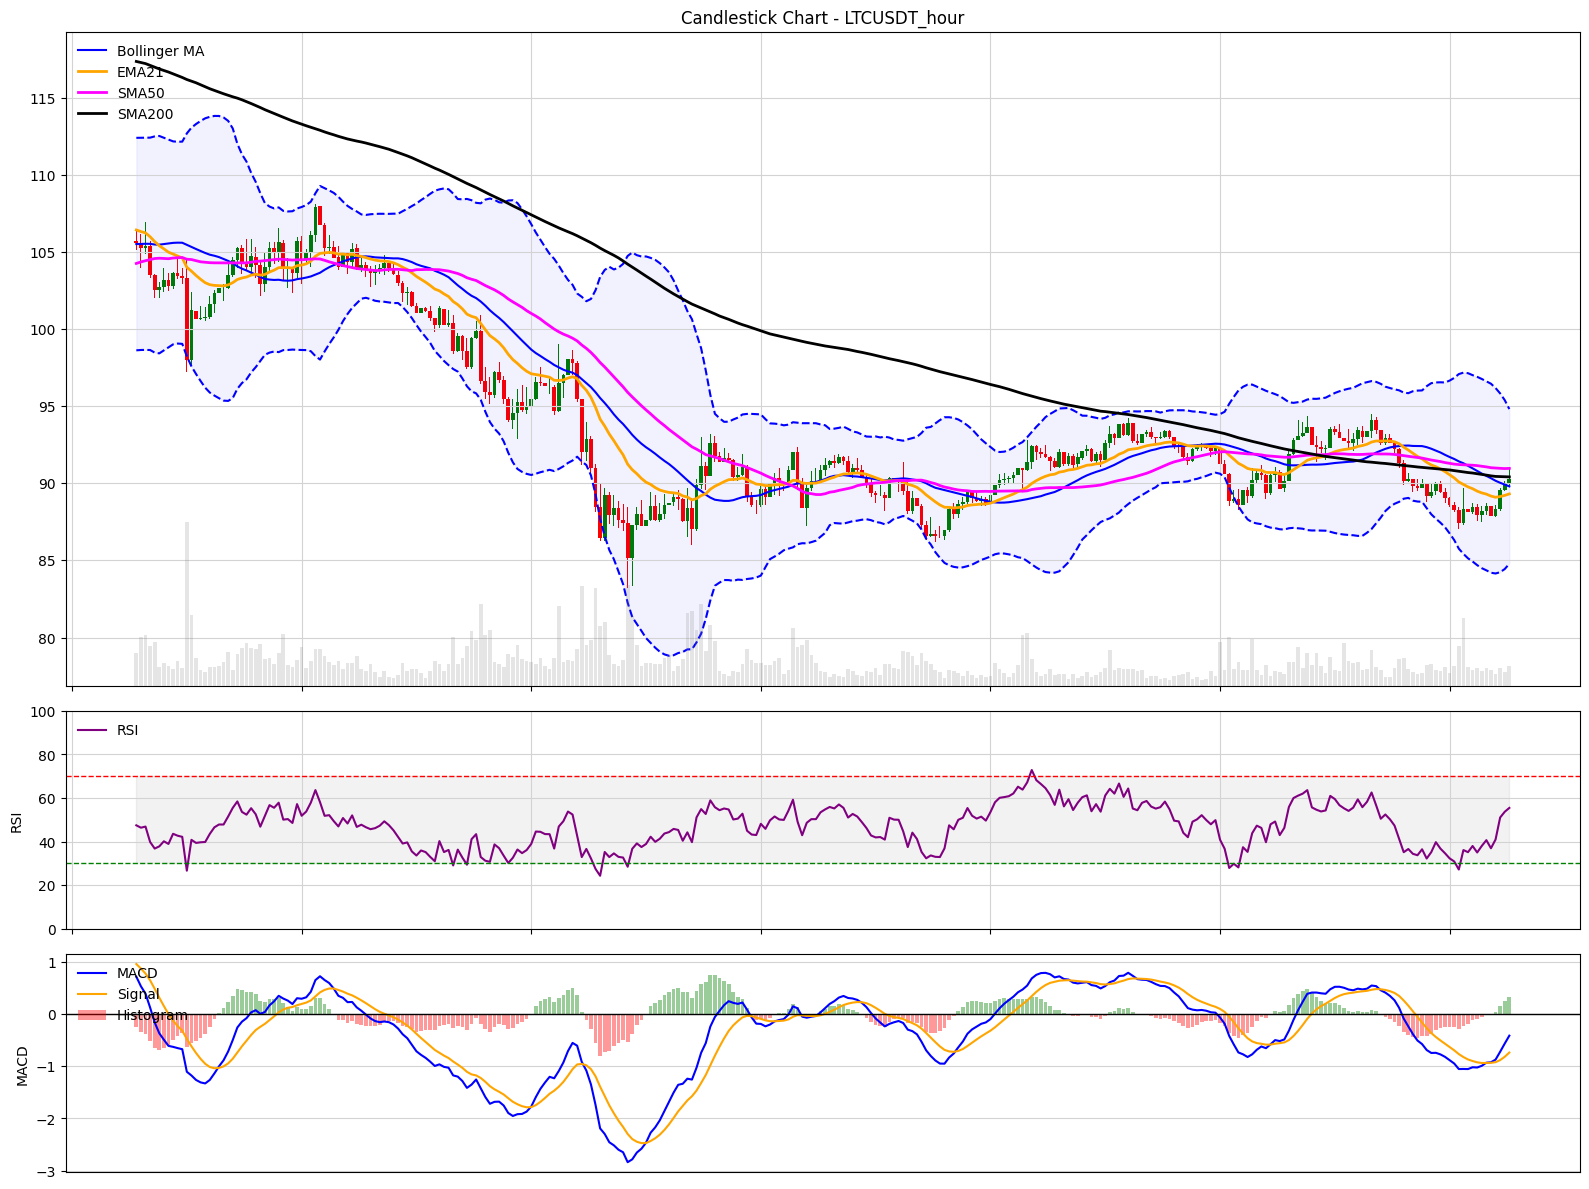 Candlestick Chart - LTCUSDT_hour
Bollinger MA
EMA21
SMA50
SMA200
115
110
105
100
95
90
85
80
RSI
100
80
60
40
20
0
RSI
MACD
Signal
Histogram
1
0
−1
−2
−3
MACD